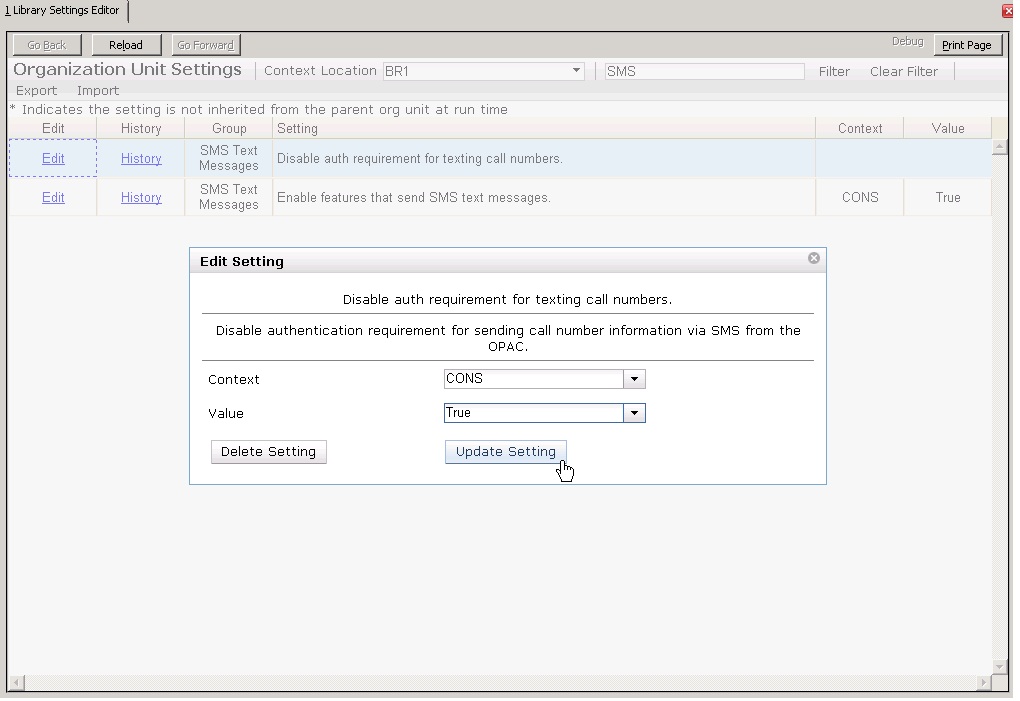 1 Library Settings Editor
Go Back Reload Go Forward Debug Print Page
Organization Unit Settings Context Location BR1 SMS Filter Clear Filter
Export Import
* Indicates the setting is not inherited from the parent org unit at run time
Edit History Group Setting Context Value
Edit History SMS Text Messages Disable auth requirement for texting call numbers.
Edit History SMS Text Messages Enable features that send SMS text messages. CONS True
Edit Setting
Disable auth requirement for texting call numbers.
Disable authentication requirement for sending call number information via SMS from the
OPAC.
Context CONS
Value True
Delete Setting Update Setting